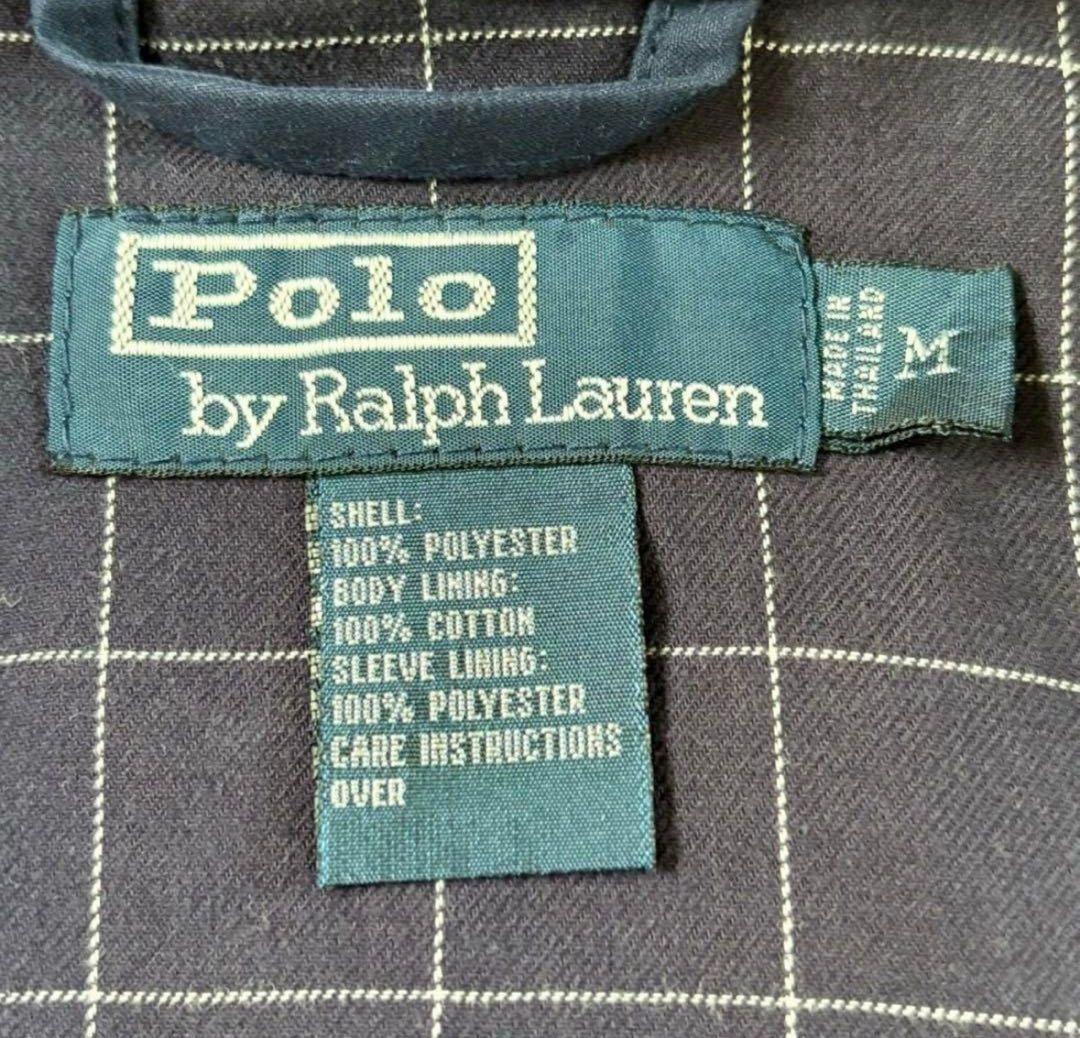 Polo
by Ralph Lauren
MADE IN
THAILAND
M
SHELL:
100% POLYESTER
BODY LINING:
100% COTTON
SLEEVE LINING:
100% POLYESTER
CARE INSTRUCTIONS
OVER